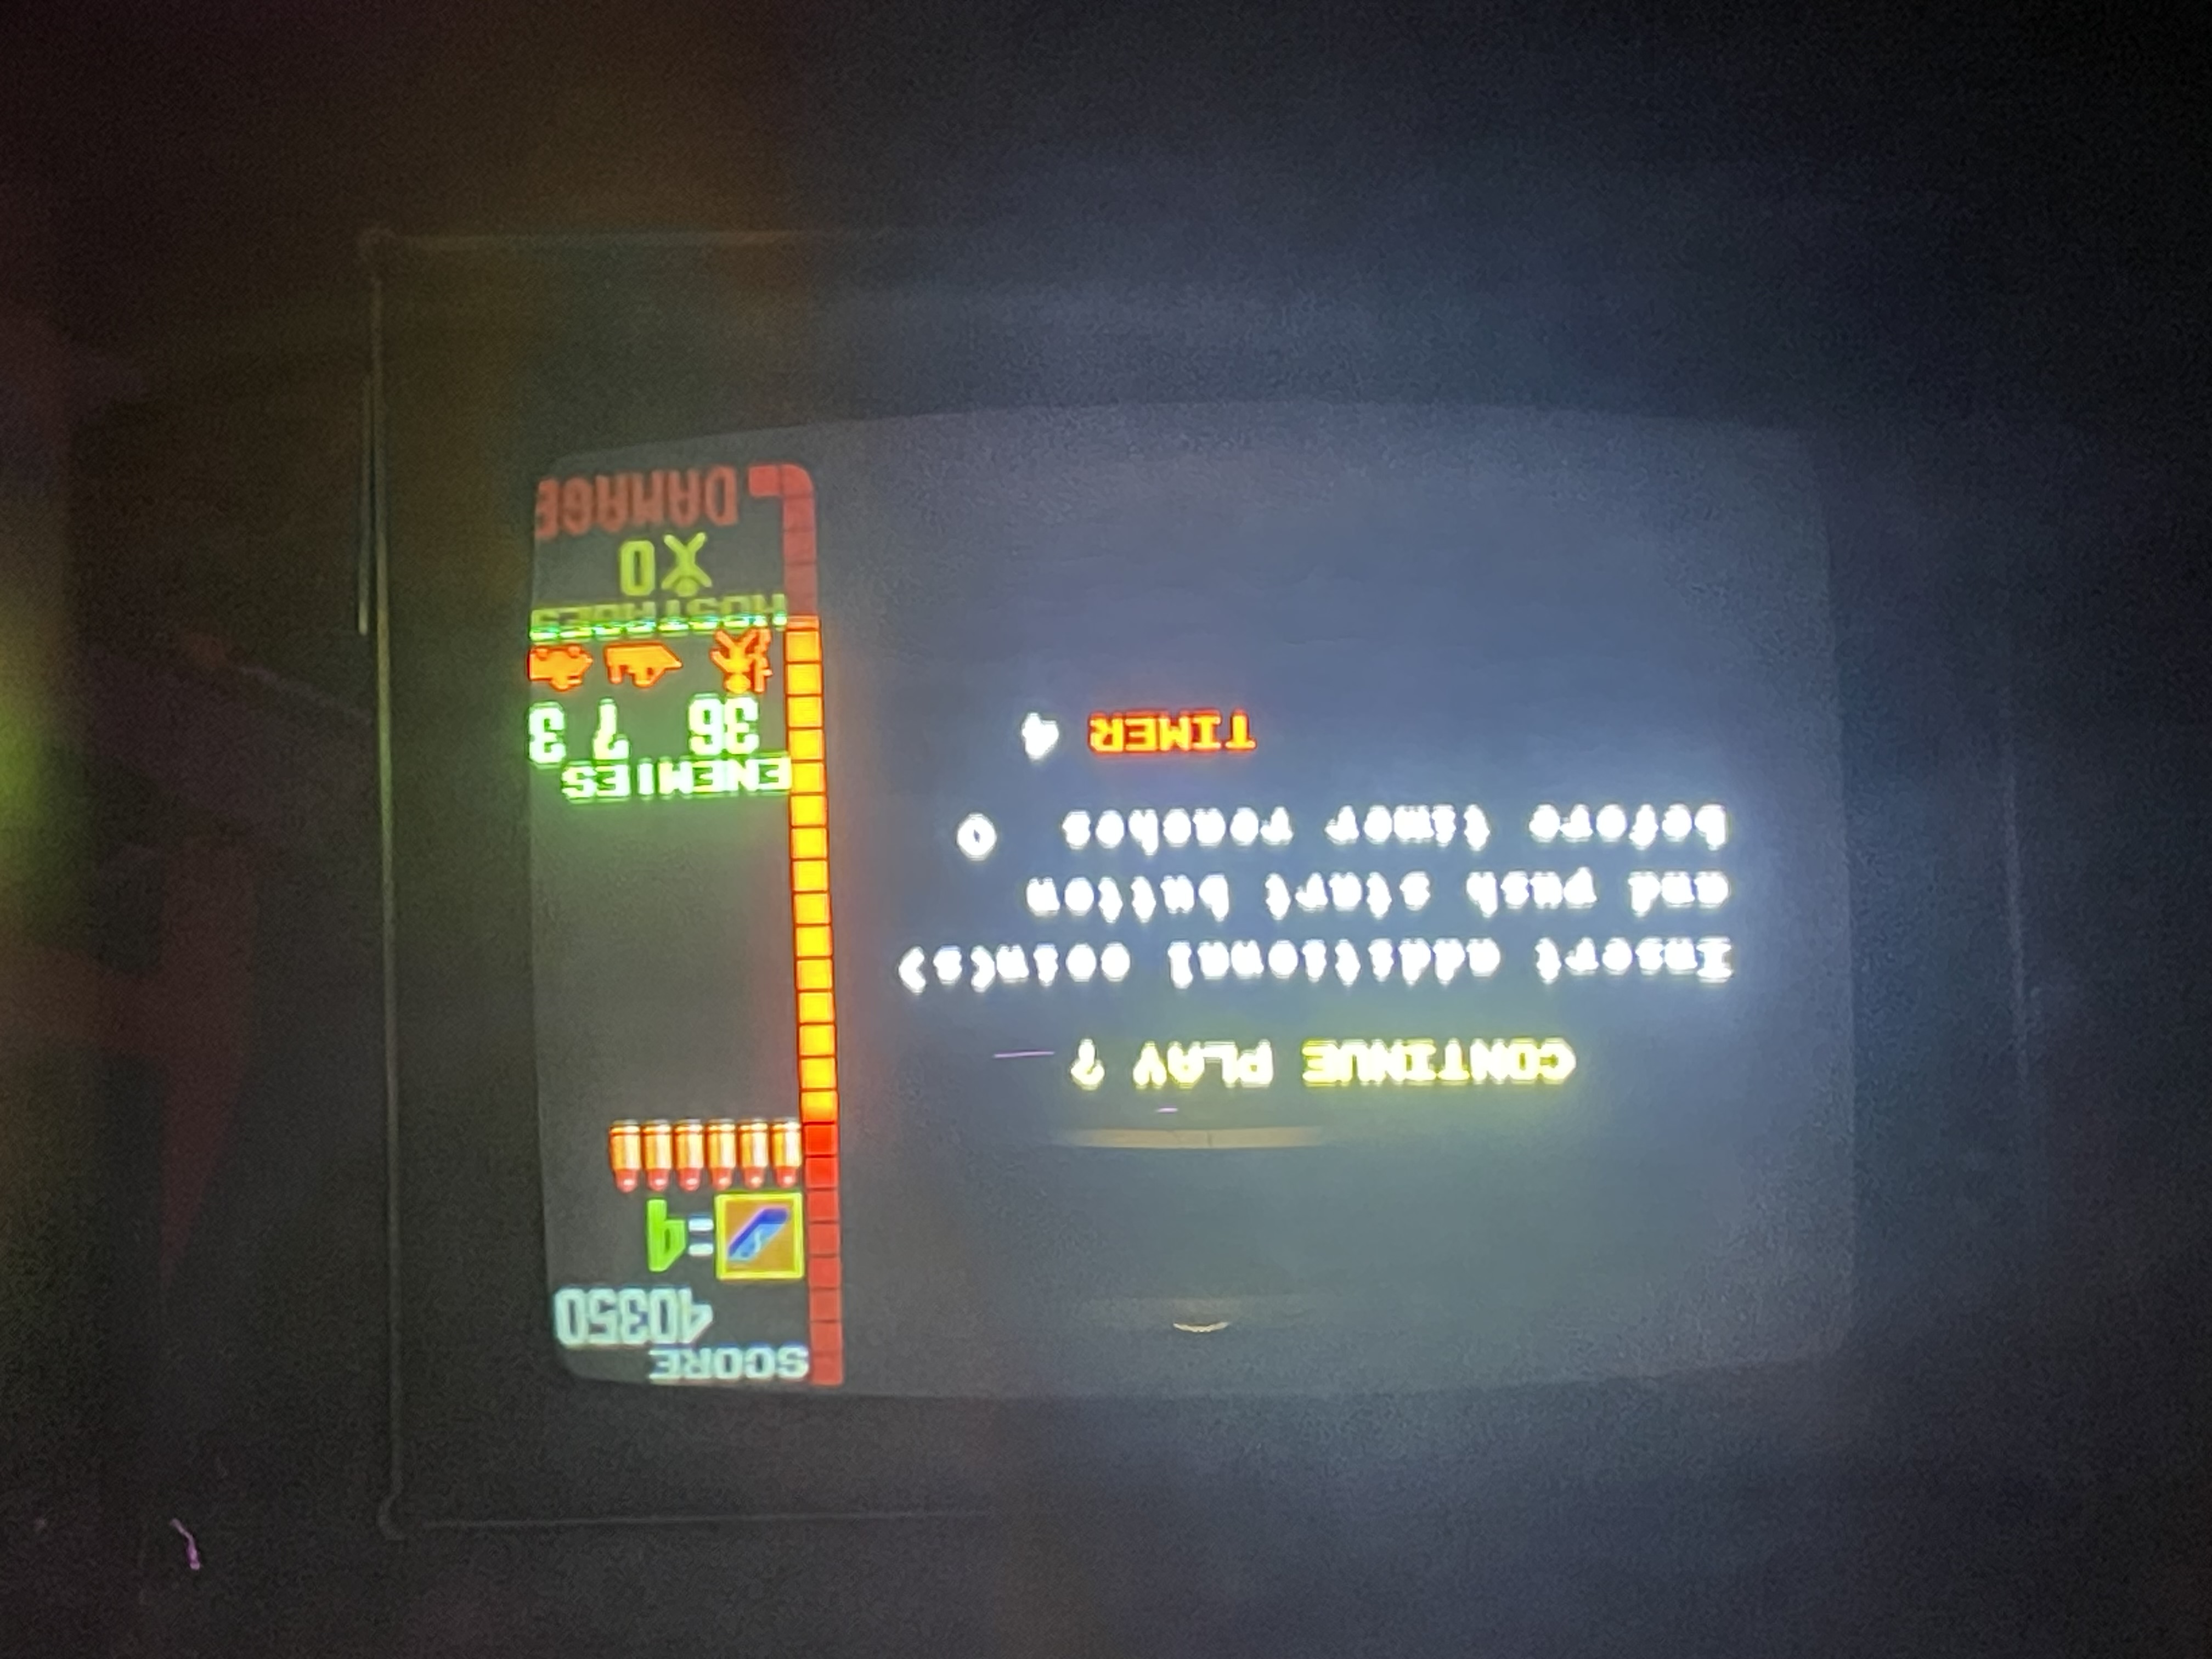 CONTINUE PLAY ?
Insert additional coin(s)
and push start button
before timer reaches 0
TIMER 4
SCORE
40350
=4
ENEMIES
36 7 3
HOSTAGES
X0
DAMAGE